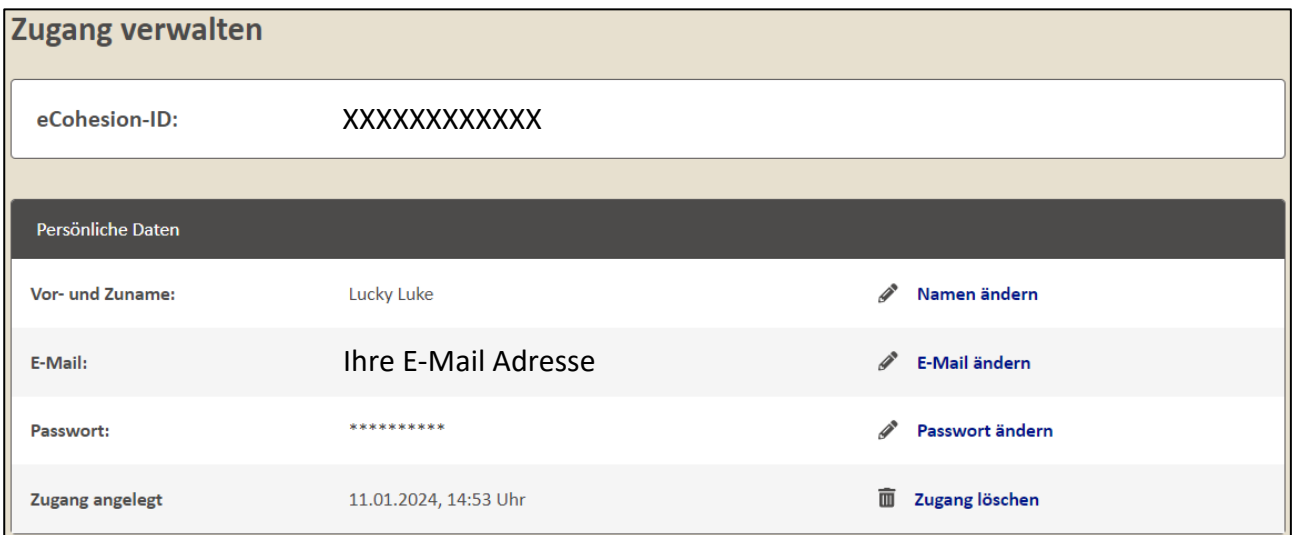 Zugang verwalten
eCohesion-ID: XXXXXXXXXXXX
Persönliche Daten
Vor- und Zuname: Lucky Luke Namen ändern
E-Mail: Ihre E-Mail Adresse E-Mail ändern
Passwort: ********** Passwort ändern
Zugang angelegt 11.01.2024, 14:53 Uhr Zugang löschen